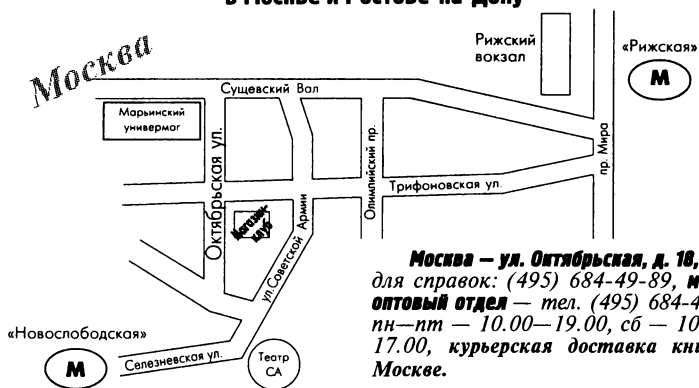 в Москве и Ростове-на-Дону
Москва
Рижский
вокзал
«Рижская»
М
Сущевский Вал
Марьинский
универмаг
Октябрьская ул.
Олимпийский пр.
пр. Мира
Трифоновская ул.
Магазин-
клуб
ул.Советской Армии
Москва — ул. Октябрьская, д. 18,
для справок: (495) 684-49-89,
оптовый отдел — тел. (495) 684-4
пн—пт — 10.00—19.00, сб — 10
17.00, курьерская доставка
Москве.
«Новослободская»
М
Селезневская ул.
Театр
СА